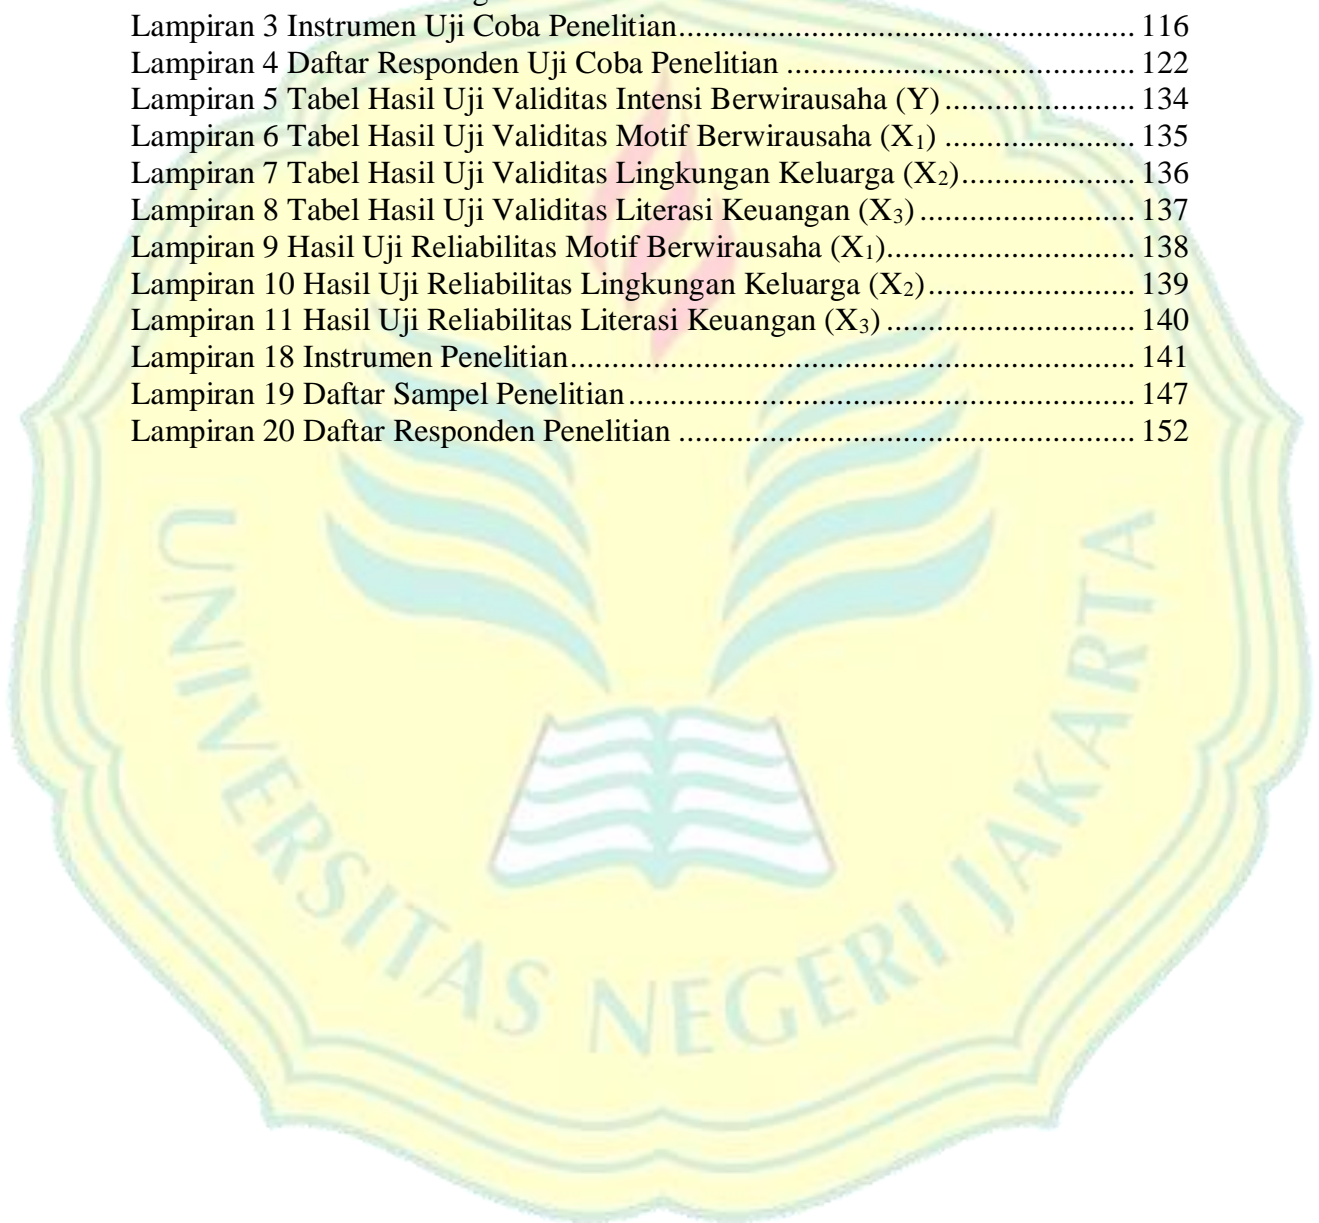 Lampiran 3 Instrumen Uji Coba Penelitian....................................................... 116
Lampiran 4 Daftar Responden Uji Coba Penelitian .......................................... 122
Lampiran 5 Tabel Hasil Uji Validitas Intensi Berwirausaha (Y) ....................... 134
Lampiran 6 Tabel Hasil Uji Validitas Motif Berwirausaha (X₁) ....................... 135
Lampiran 7 Tabel Hasil Uji Validitas Lingkungan Keluarga (X₂)..................... 136
Lampiran 8 Tabel Hasil Uji Validitas Literasi Keuangan (X₃) .......................... 137
Lampiran 9 Hasil Uji Reliabilitas Motif Berwirausaha (X₁).............................. 138
Lampiran 10 Hasil Uji Reliabilitas Lingkungan Keluarga (X₂)......................... 139
Lampiran 11 Hasil Uji Reliabilitas Literasi Keuangan (X₃) .............................. 140
Lampiran 18 Instrumen Penelitian.................................................................... 141
Lampiran 19 Daftar Sampel Penelitian ............................................................. 147
Lampiran 20 Daftar Responden Penelitian ....................................................... 152
UNIVERSITAS NEGERI JAKARTA